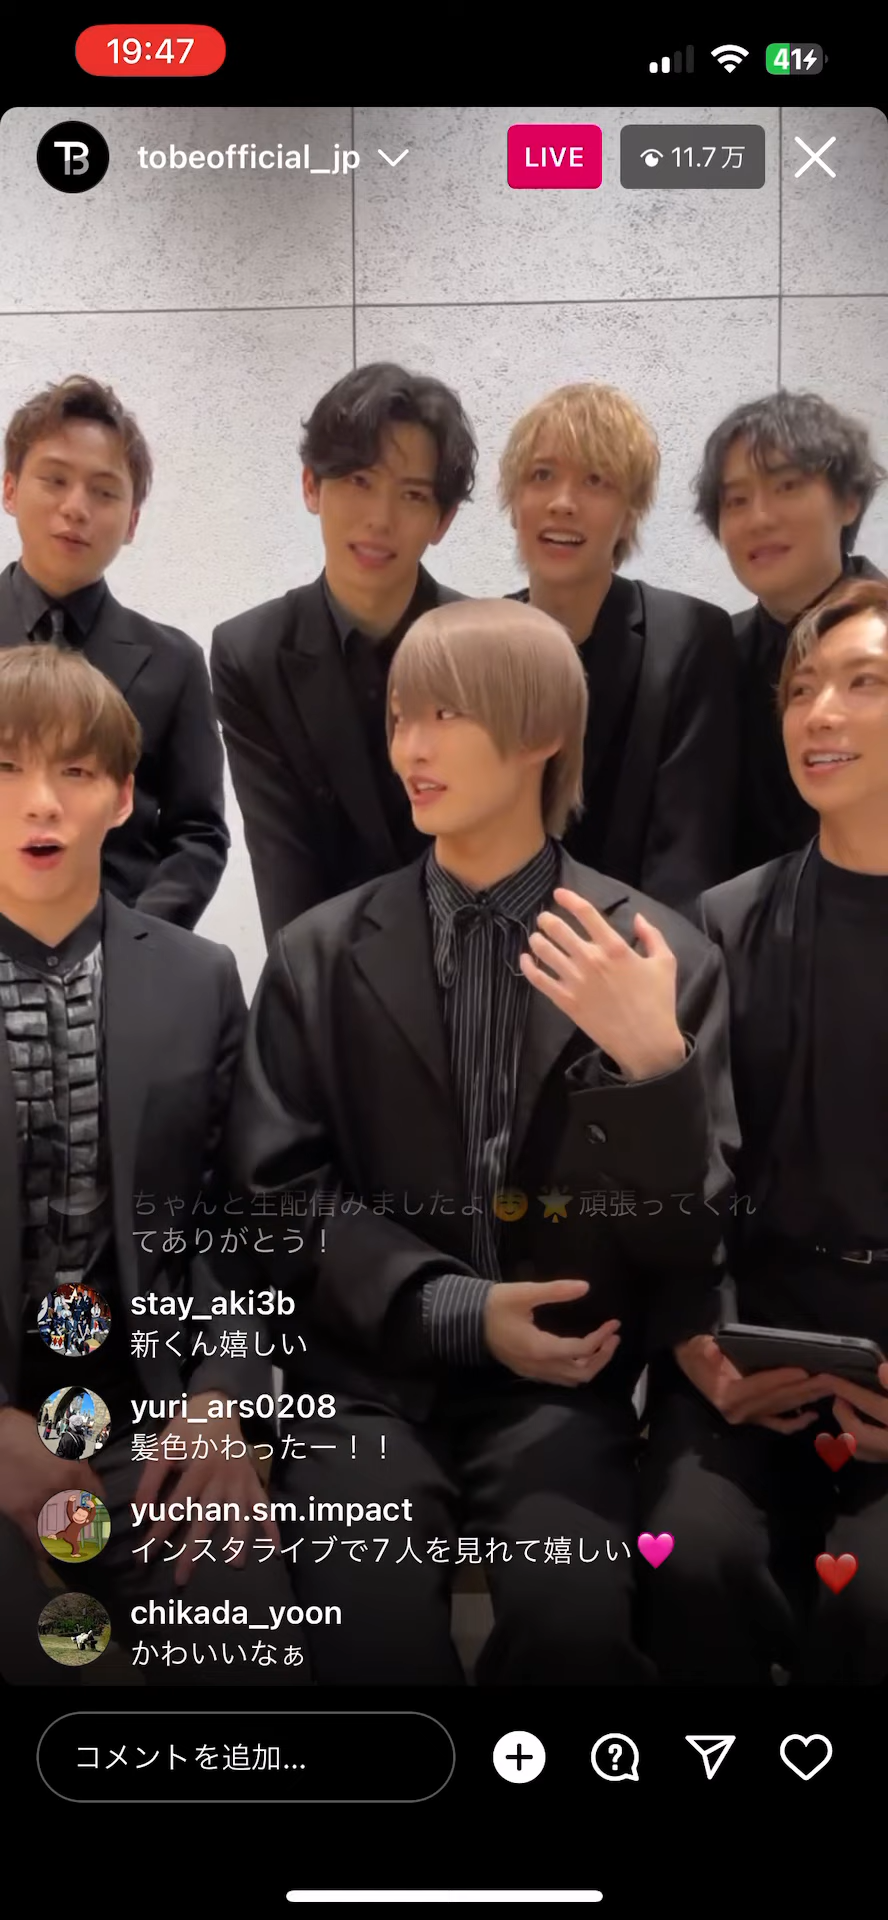 19:47
41
TB
tobeofficial_jp
LIVE
11.7万
ちゃんと生配信みましたよ☺️🌟頑張ってくれ
てありがとう！
stay_aki3b
新くん嬉しい
yuri_ars0208
髪色かわったー！！
yuchan.sm.impact
インスタライブで7人を見れて嬉しい🩷
chikada_yoon
かわいいなぁ
コメントを追加...